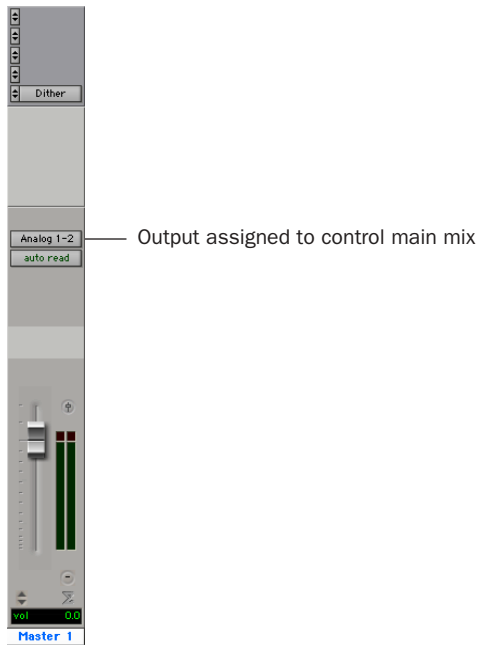 Dither
Analog 1-2
Output assigned to control main mix
auto read
vol 0.0
Master 1